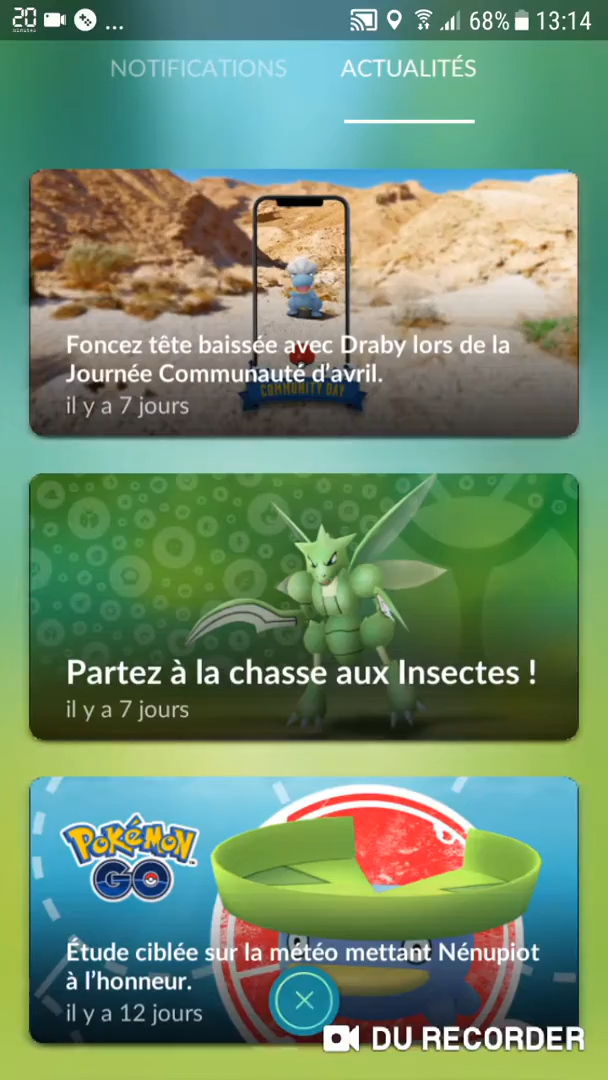 20 ... 68% 13:14
minutes
NOTIFICATIONS ACTUALITÉS
Foncez tête baissée avec Draby lors de la
Journée Communauté d'avril.
COMMUNITY DAY
il y a 7 jours
Partez à la chasse aux Insectes !
il y a 7 jours
POKÉMON
GO
Étude ciblée sur la météo mettant Nénupiot
à l'honneur.
il y a 12 jours
DU RECORDER